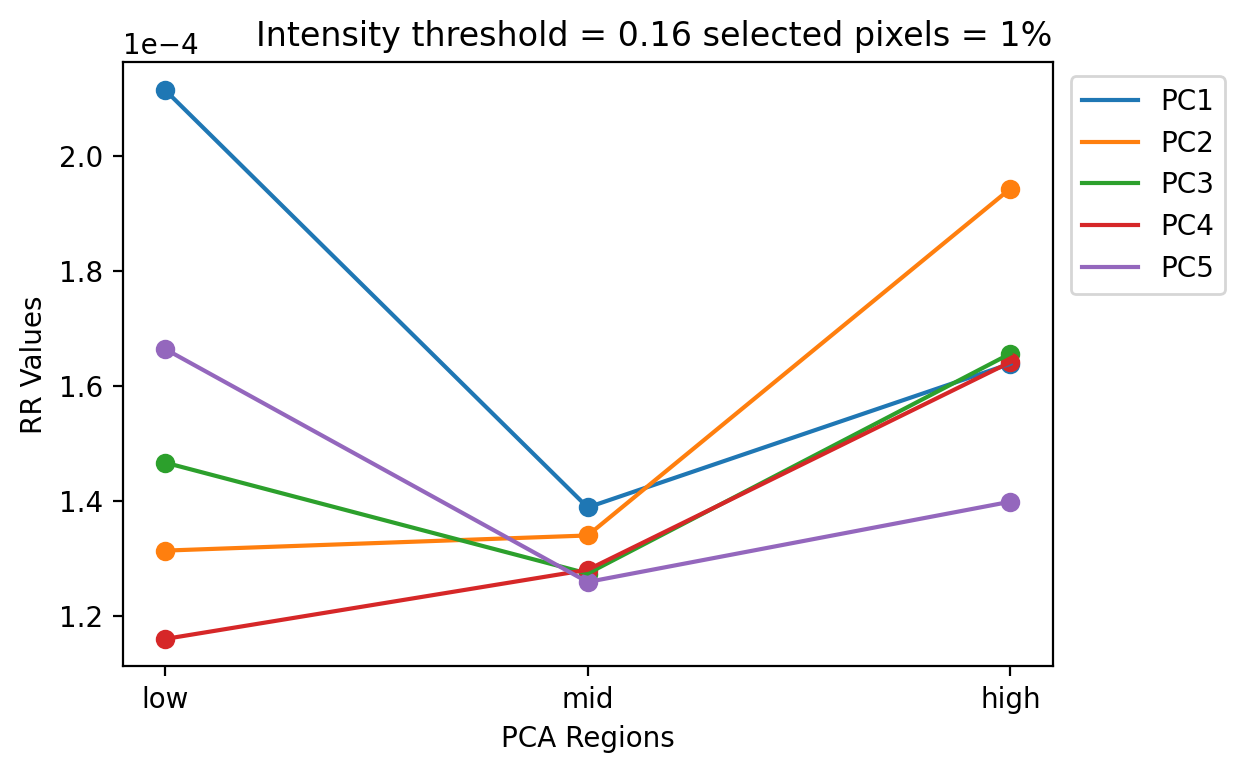 Intensity threshold = 0.16 selected pixels = 1%
1e−4
2.0
1.8
1.6
1.4
1.2
RR Values
low
mid
high
PCA Regions
PC1
PC2
PC3
PC4
PC5